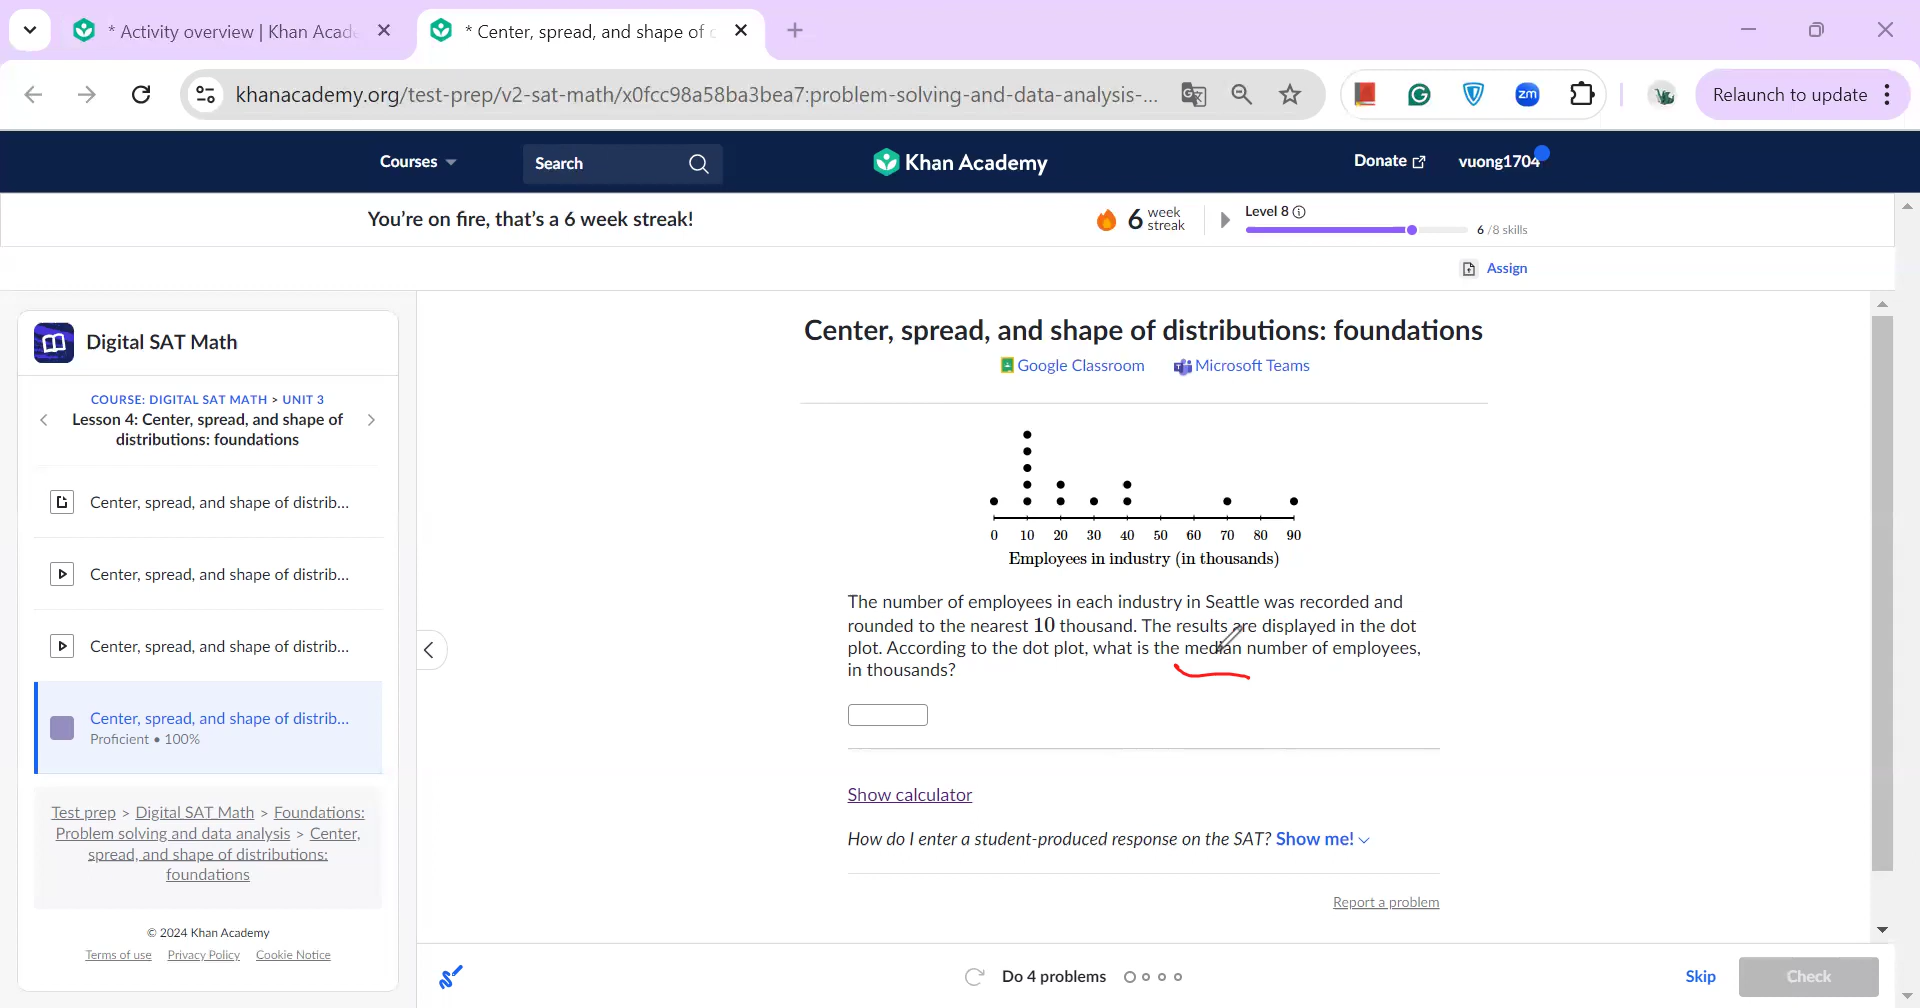 * Activity overview | Khan Acade
* Center, spread, and shape of c
khanacademy.org/test-prep/v2-sat-math/x0fcc98a58ba3bea7:problem-solving-and-data-analysis-...
zm
Relaunch to update
Courses
Search
Khan Academy
Donate
vuong1704
You're on fire, that's a 6 week streak!
6 week streak
Level 8
6 /8 skills
Assign
Digital SAT Math
COURSE: DIGITAL SAT MATH > UNIT 3
Lesson 4: Center, spread, and shape of
distributions: foundations
Center, spread, and shape of distrib...
Center, spread, and shape of distrib...
Center, spread, and shape of distrib...
Center, spread, and shape of distrib...
Proficient • 100%
Test prep > Digital SAT Math > Foundations:
Problem solving and data analysis > Center,
spread, and shape of distributions:
foundations
© 2024 Khan Academy
Terms of use Privacy Policy Cookie Notice
Center, spread, and shape of distributions: foundations
Google Classroom Microsoft Teams
0 10 20 30 40 50 60 70 80 90
Employees in industry (in thousands)
The number of employees in each industry in Seattle was recorded and
rounded to the nearest 10 thousand. The results are displayed in the dot
plot. According to the dot plot, what is the median number of employees,
in thousands?
Show calculator
How do I enter a student-produced response on the SAT? Show me!
Report a problem
Do 4 problems
Skip
Check